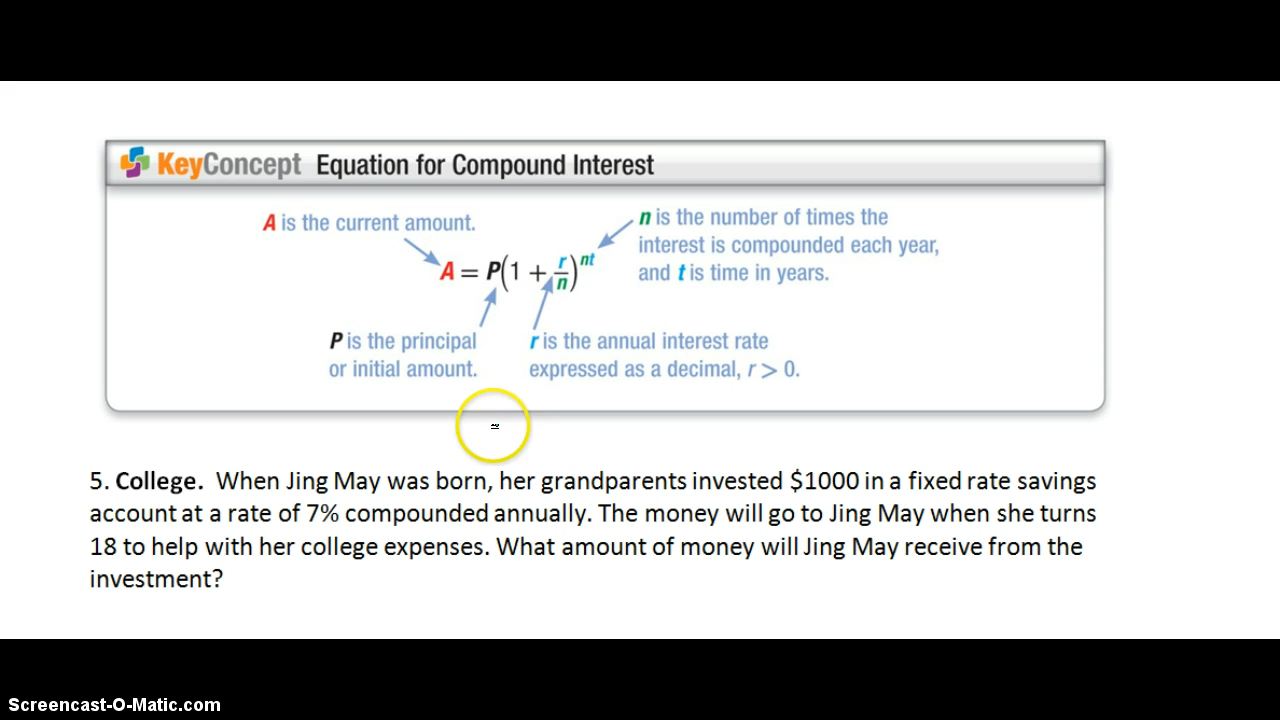 KeyConcept Equation for Compound Interest
A is the current amount.
n is the number of times the
interest is compounded each year,
and t is time in years.
A = P(1 + r/n)^nt
P is the principal
or initial amount.
r is the annual interest rate
expressed as a decimal, r > 0.
5. College. When Jing May was born, her grandparents invested $1000 in a fixed rate savings
account at a rate of 7% compounded annually. The money will go to Jing May when she turns
18 to help with her college expenses. What amount of money will Jing May receive from the
investment?
Screencast-O-Matic.com